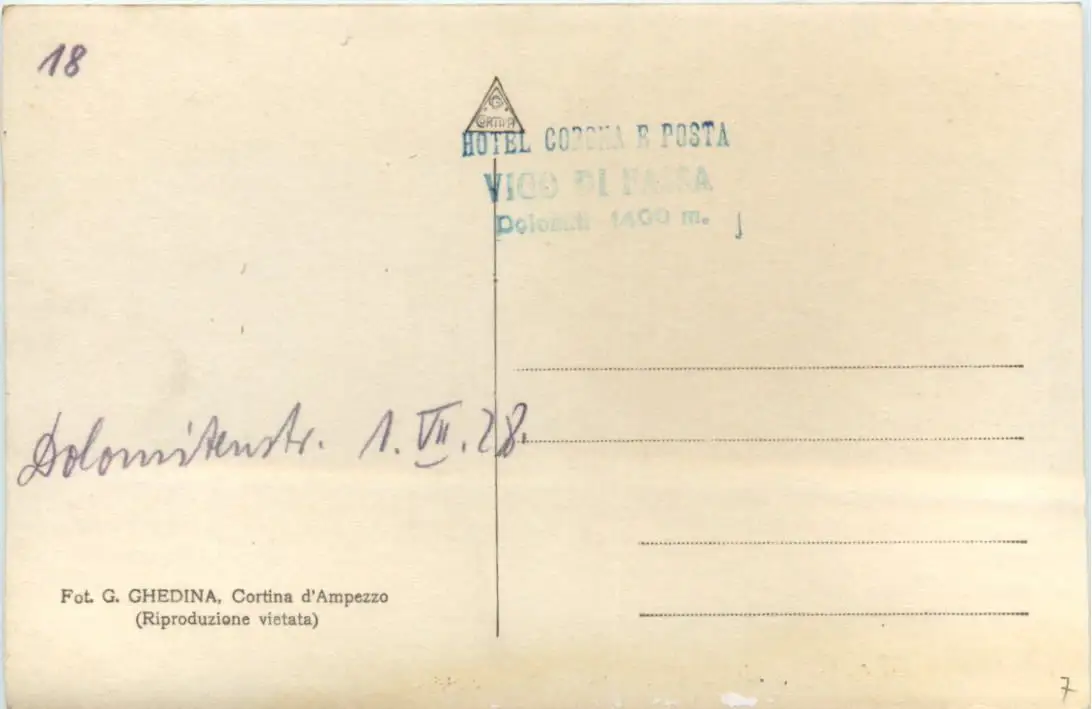 18
G
CORTINA
HOTEL CORONA E POSTA
VIGO DI FASSA
Dolomiti 1400 m.
Dolomitenstr. 1. VII. 28.
Fot. G. GHEDINA, Cortina d'Ampezzo
(Riproduzione vietata)
7